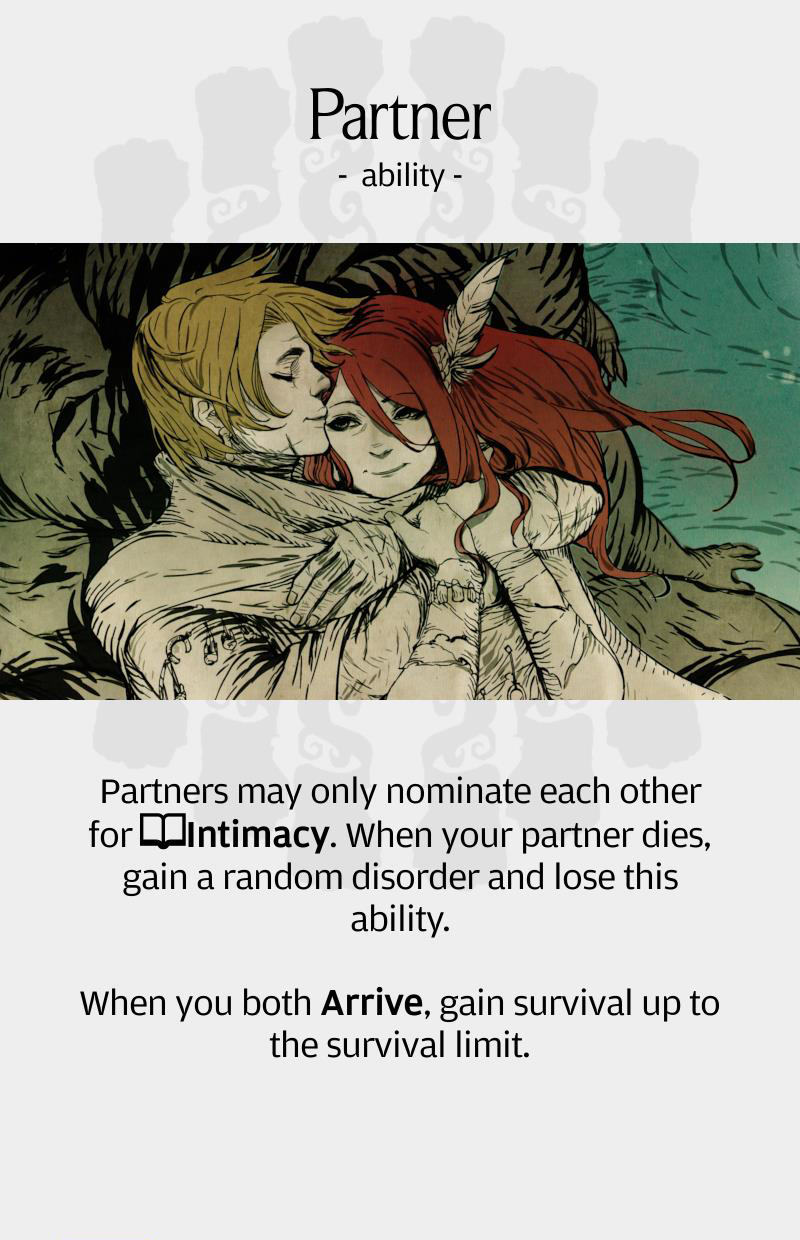 Partner
- ability -
Partners may only nominate each other
for Intimacy. When your partner dies,
gain a random disorder and lose this
ability.
When you both Arrive, gain survival up to
the survival limit.